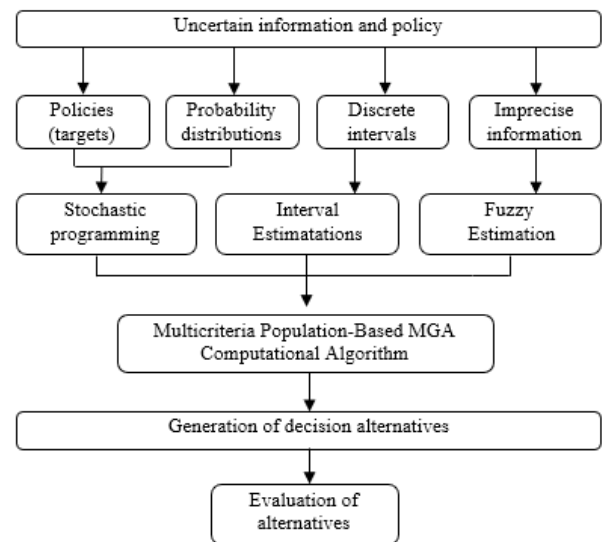 Uncertain information and policy
Policies
(targets)
Probability
distributions
Discrete
intervals
Imprecise
information
Stochastic
programming
Interval
Estimatations
Fuzzy
Estimation
Multicriteria Population-Based MGA
Computational Algorithm
Generation of decision alternatives
Evaluation of
alternatives